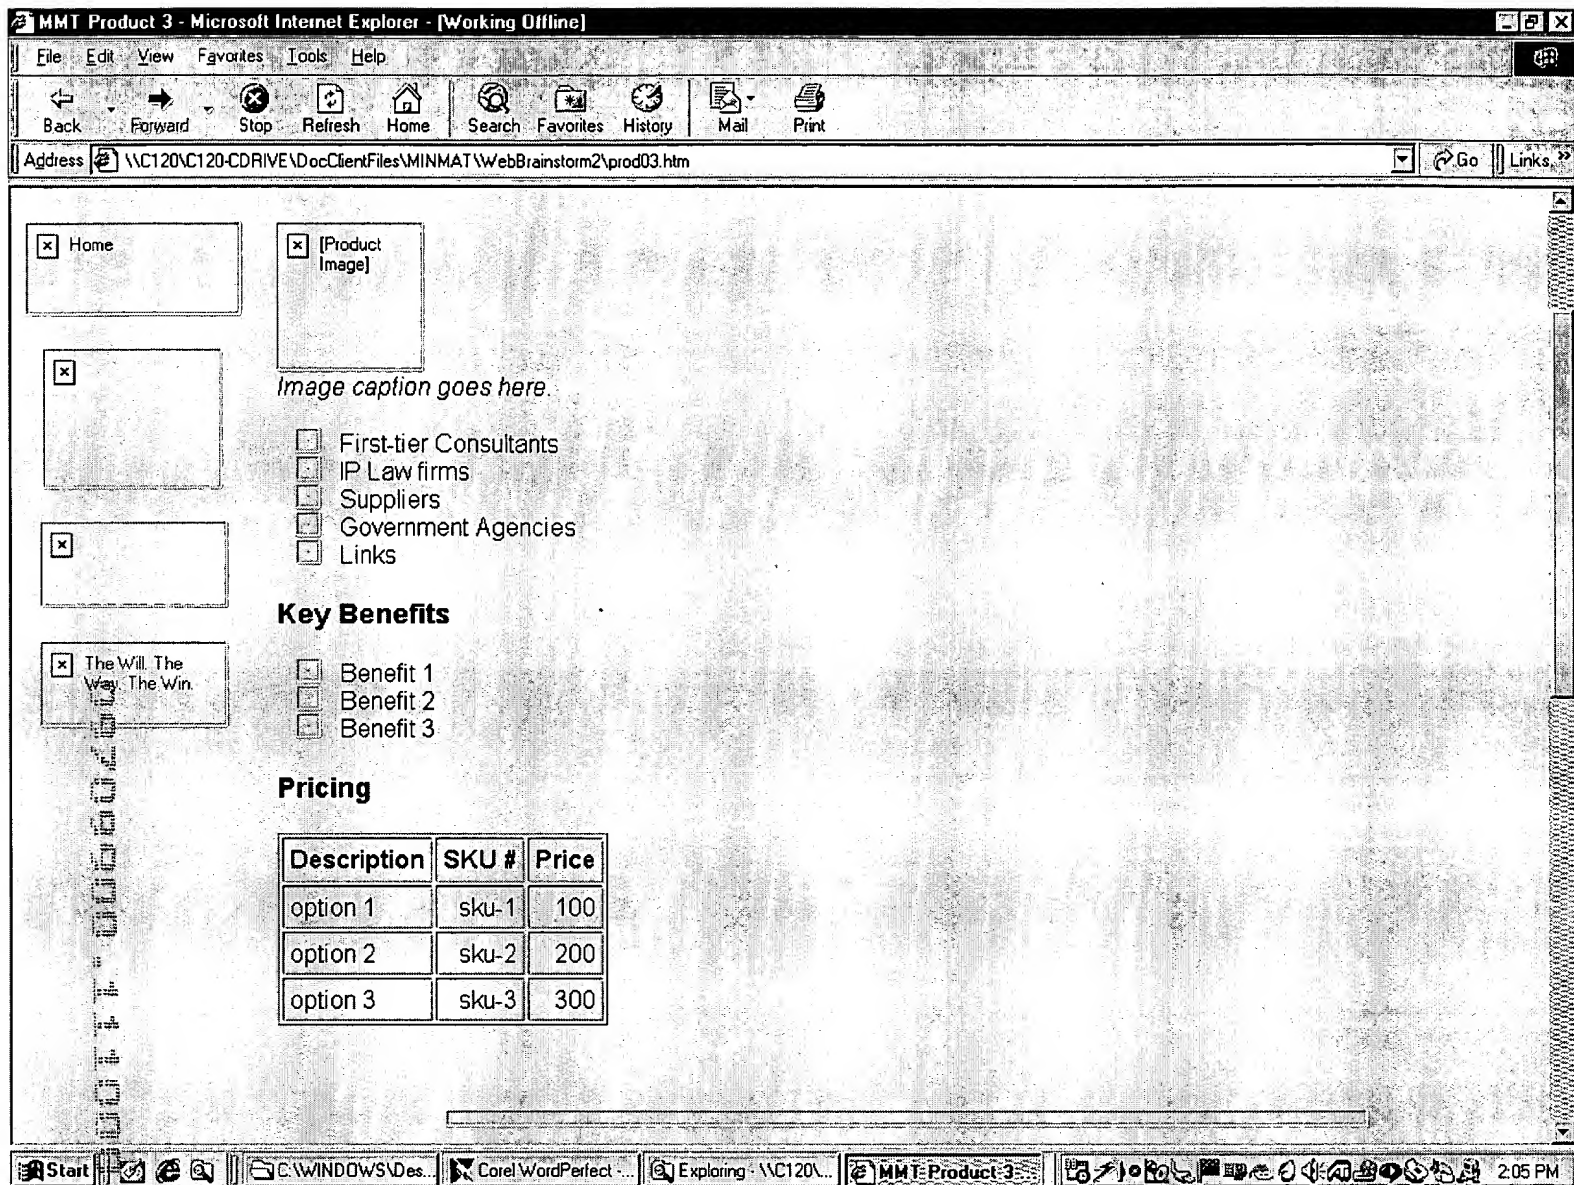 MMT Product 3 - Microsoft Internet Explorer - [Working Offline]
File Edit View Favorites Tools Help
Back Forward Stop Refresh Home Search Favorites History Mail Print
Address \\C120\C120-CDRIVE\DocClientFiles\MINMAT\WebBrainstorm2\prod03.htm Go Links »
Home
[Product
Image]
Image caption goes here.
First-tier Consultants
IP Law firms
Suppliers
Government Agencies
Links
Key Benefits
The Will. The
Way. The Win.
Benefit 1
Benefit 2
Benefit 3
Pricing
Description SKU # Price
option 1 sku-1 100
option 2 sku-2 200
option 3 sku-3 300
Start C:\WINDOWS\Des... Corel WordPerfect -... Exploring - \\C120\... MMT Product 3 ... 2:05 PM